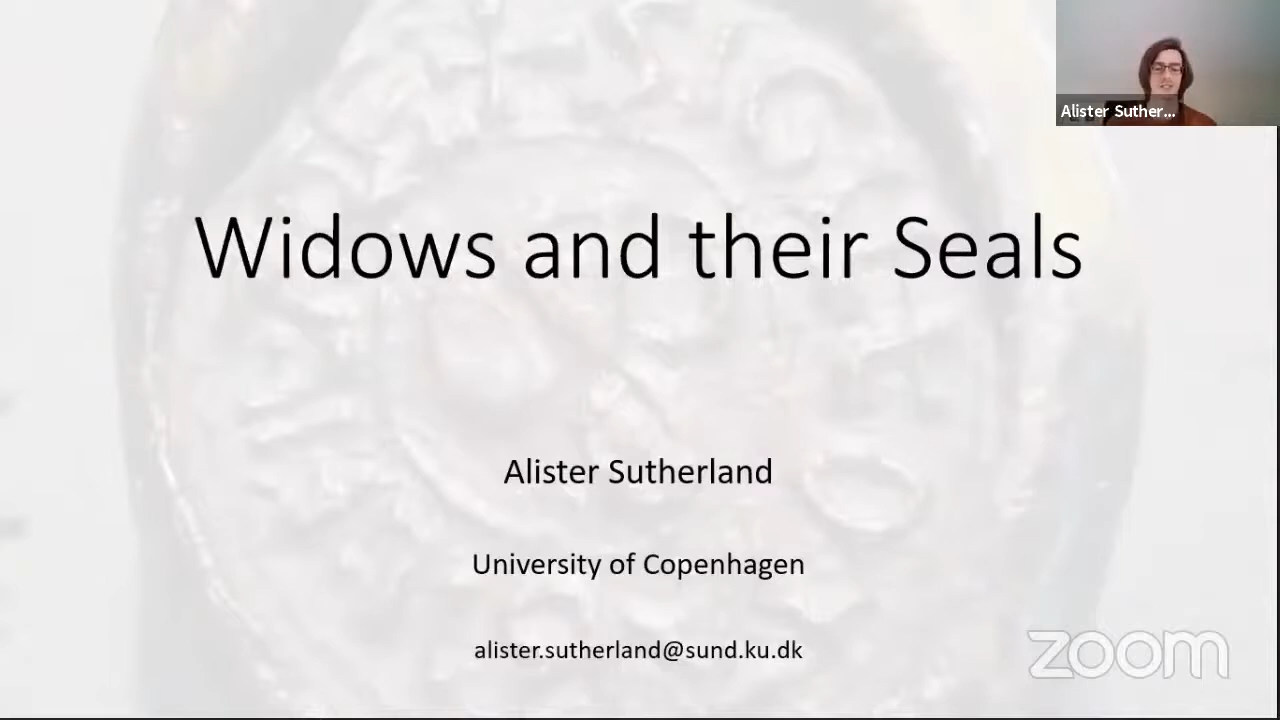 Alister Suther...
Widows and their Seals
Alister Sutherland
University of Copenhagen
alister.sutherland@sund.ku.dk
zoom